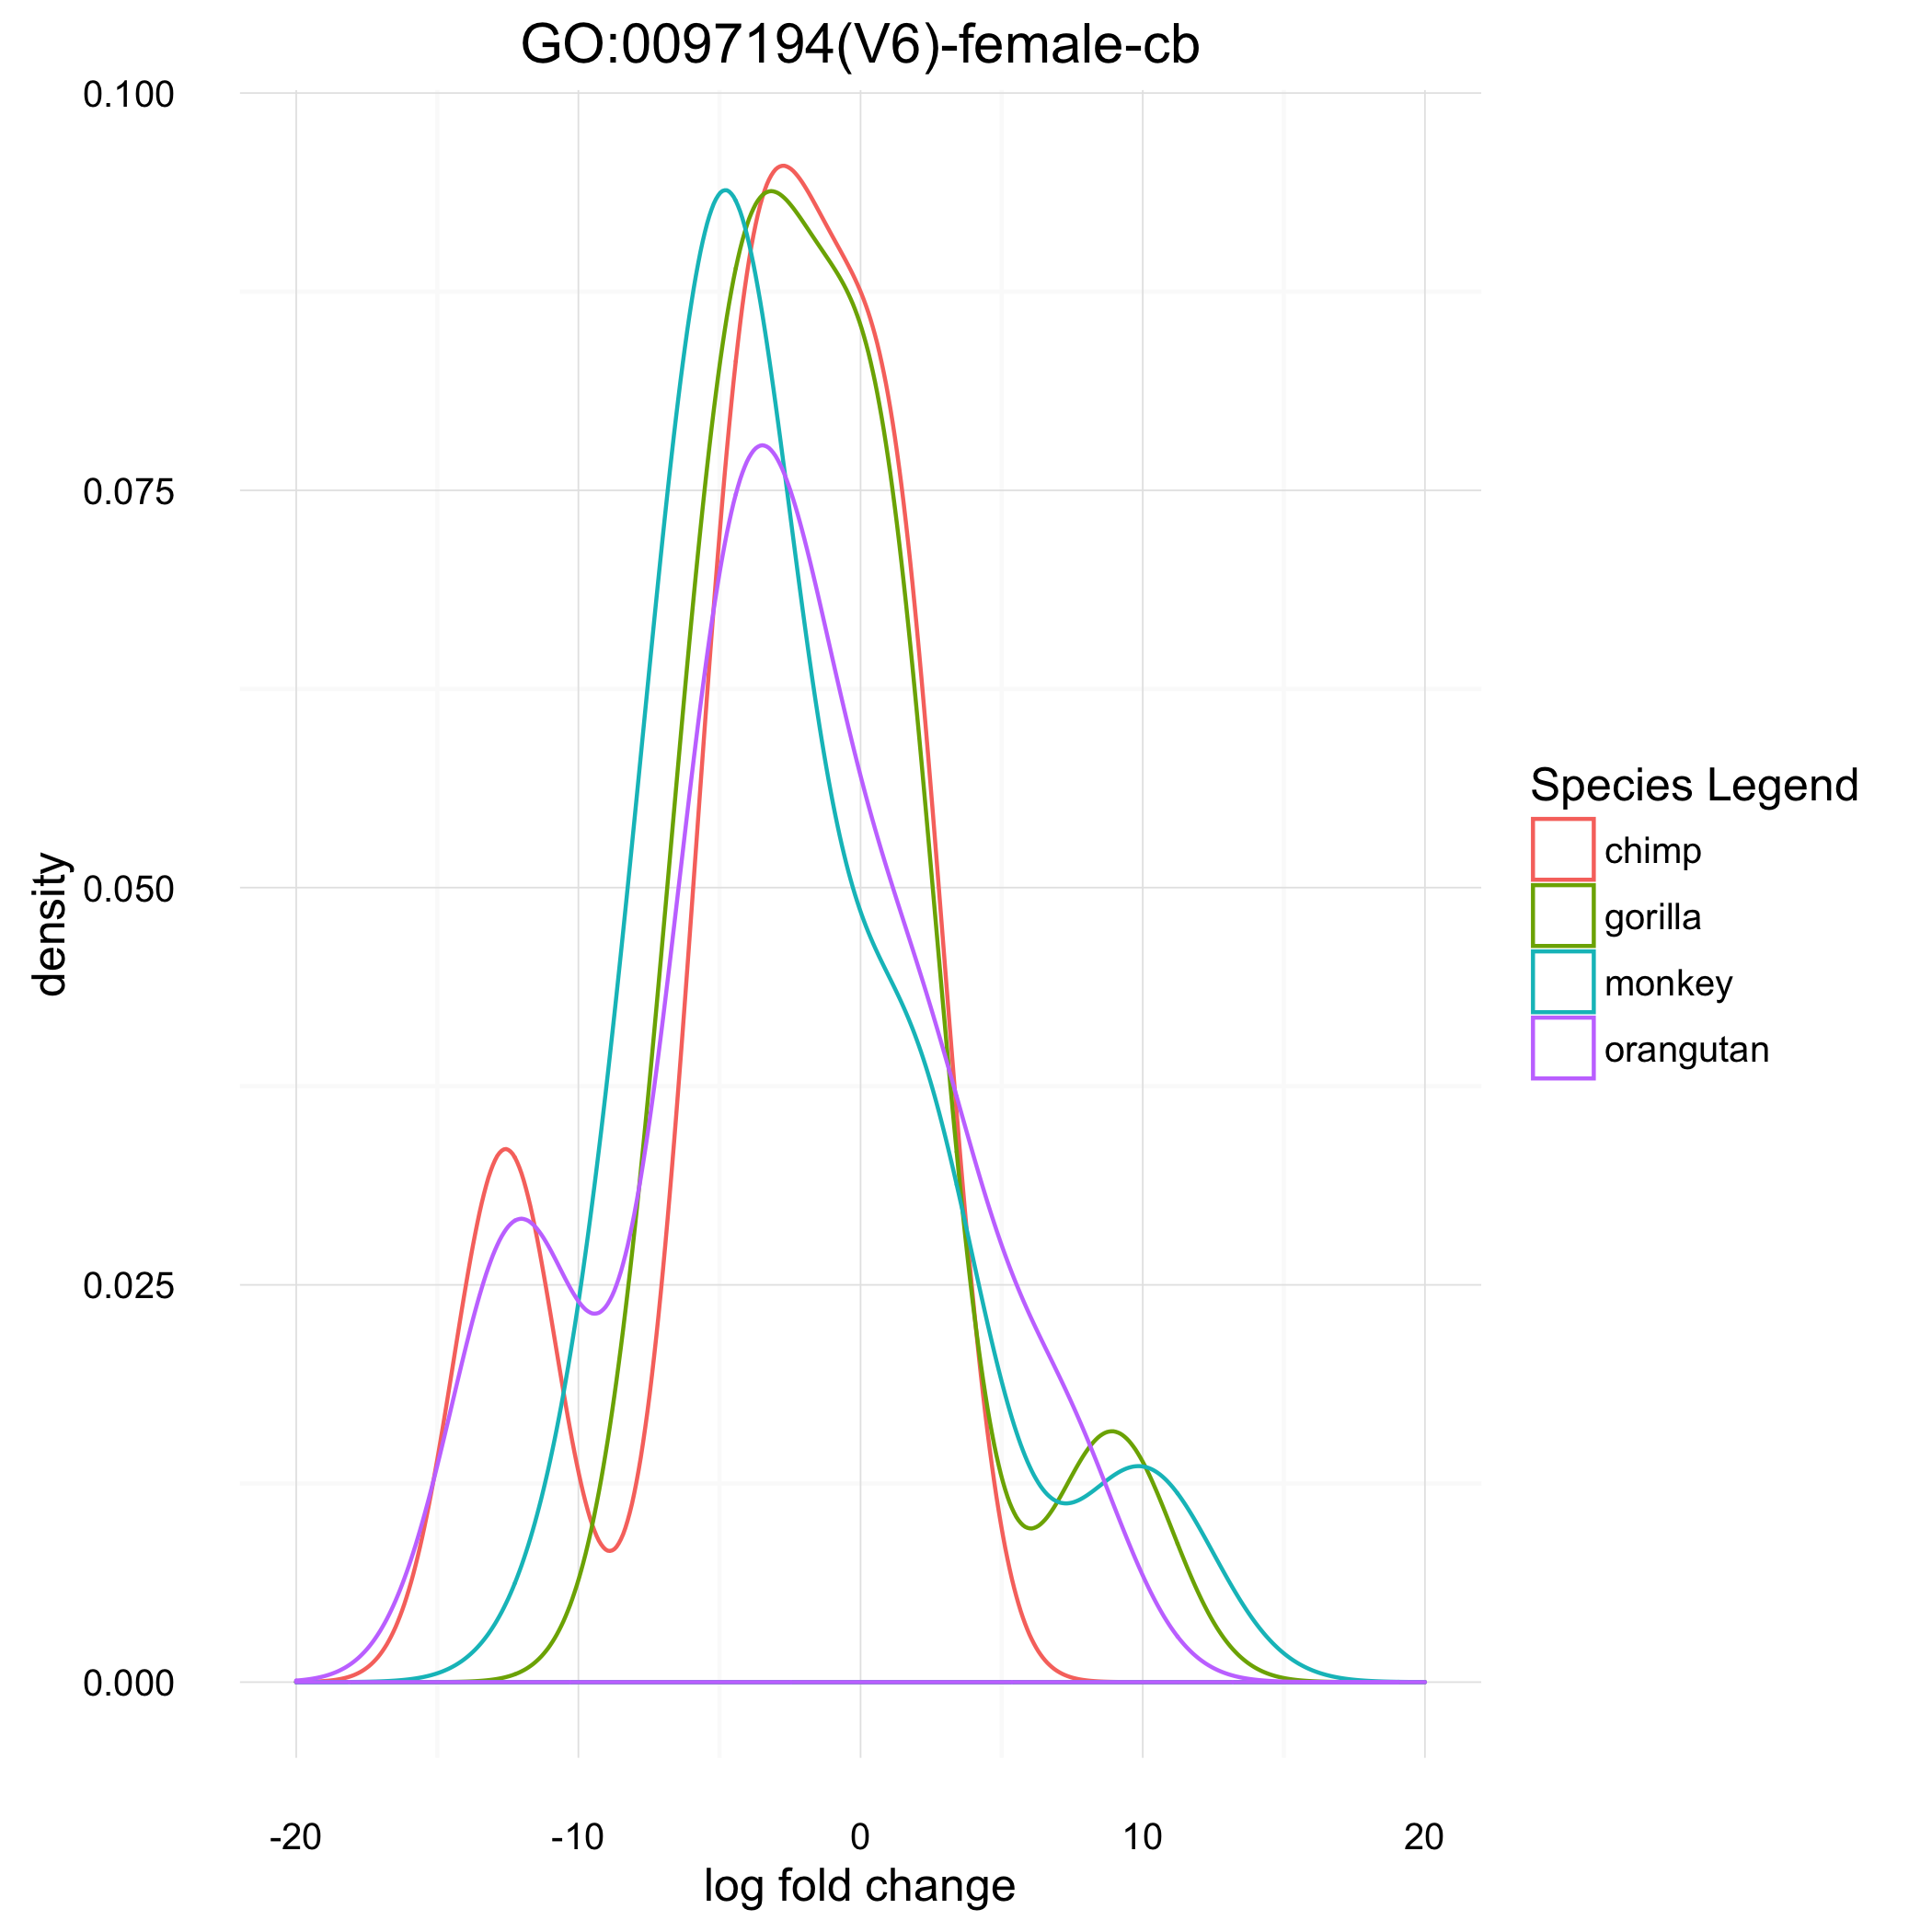 GO:0097194(V6)-female-cb
0.100
0.075
0.050
0.025
0.000
density
-20 -10 0 10 20
log fold change
Species Legend
chimp
gorilla
monkey
orangutan